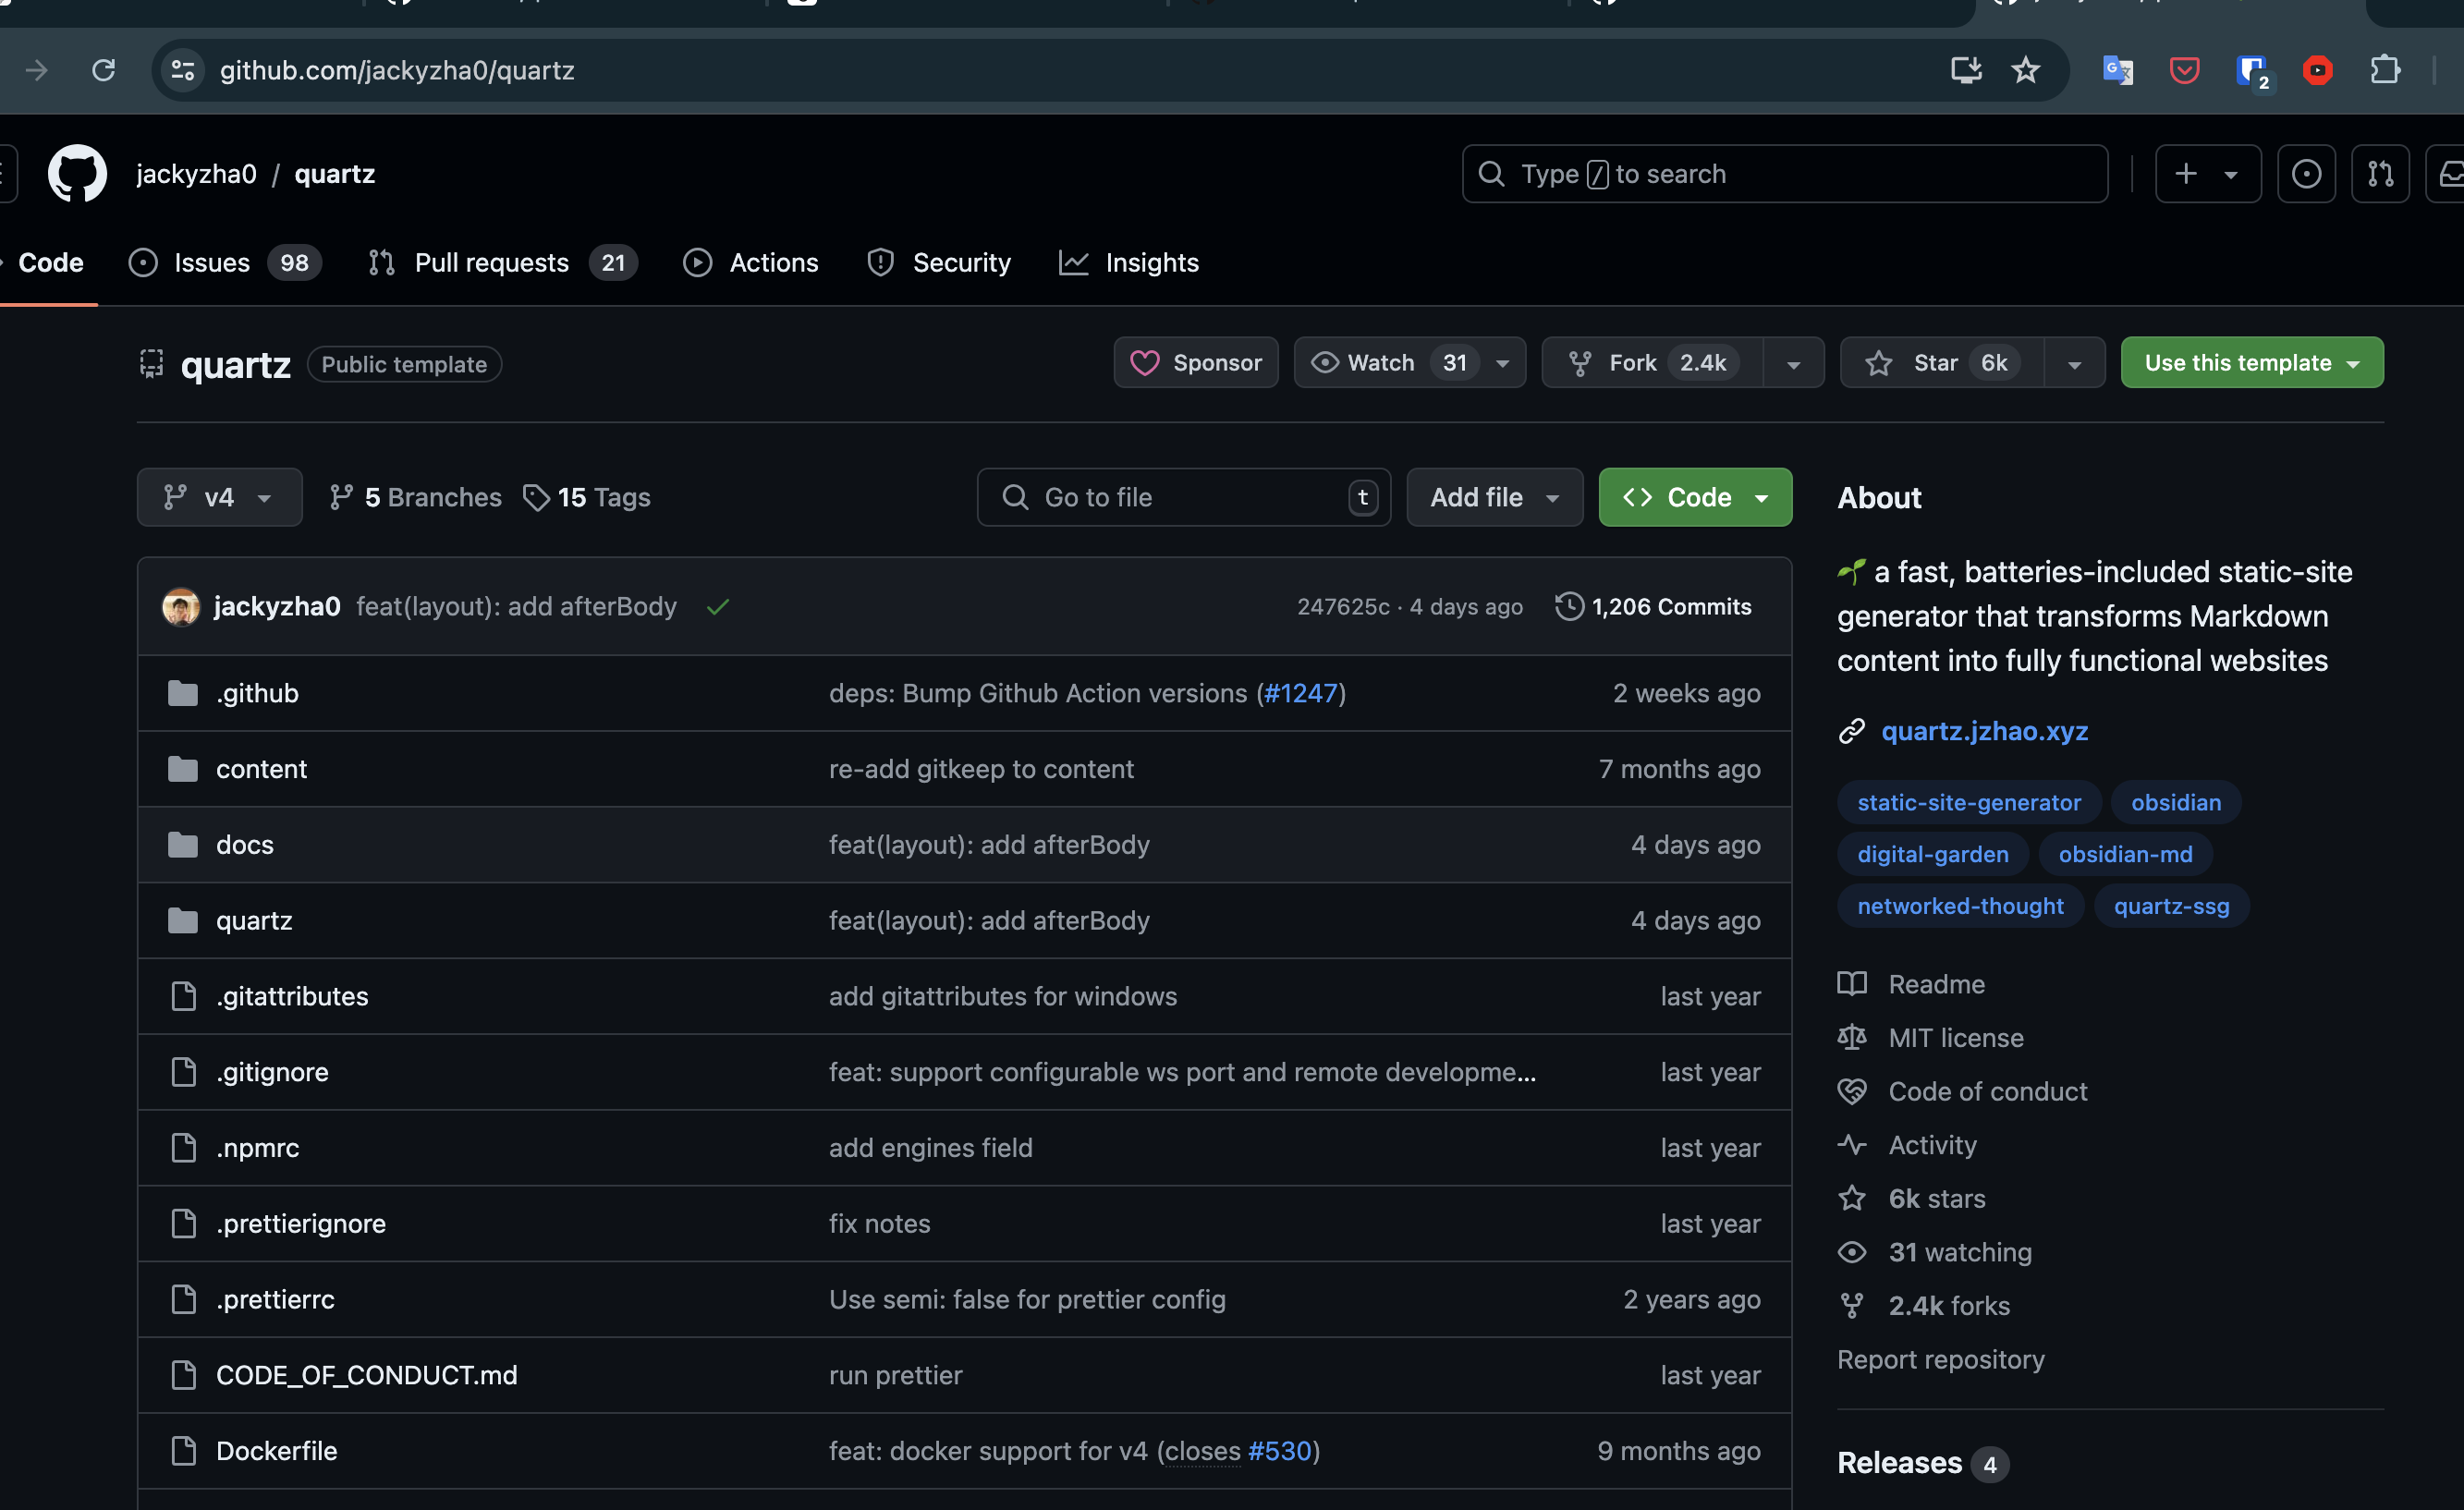 github.com/jackyzha0/quartz
2
jackyzha0 / quartz
Type / to search
Code
Issues 98
Pull requests 21
Actions
Security
Insights
quartz Public template
Sponsor
Watch 31
Fork 2.4k
Star 6k
Use this template
v4
5 Branches
15 Tags
Go to file t
Add file
<> Code
jackyzha0 feat(layout): add afterBody
247625c · 4 days ago
1,206 Commits
.github deps: Bump Github Action versions (#1247) 2 weeks ago
content re-add gitkeep to content 7 months ago
docs feat(layout): add afterBody 4 days ago
quartz feat(layout): add afterBody 4 days ago
.gitattributes add gitattributes for windows last year
.gitignore feat: support configurable ws port and remote developme... last year
.npmrc add engines field last year
.prettierignore fix notes last year
.prettierrc Use semi: false for prettier config 2 years ago
CODE_OF_CONDUCT.md run prettier last year
Dockerfile feat: docker support for v4 (closes #530) 9 months ago
About
a fast, batteries-included static-site
generator that transforms Markdown
content into fully functional websites
quartz.jzhao.xyz
static-site-generator obsidian
digital-garden obsidian-md
networked-thought quartz-ssg
Readme
MIT license
Code of conduct
Activity
6k stars
31 watching
2.4k forks
Report repository
Releases 4